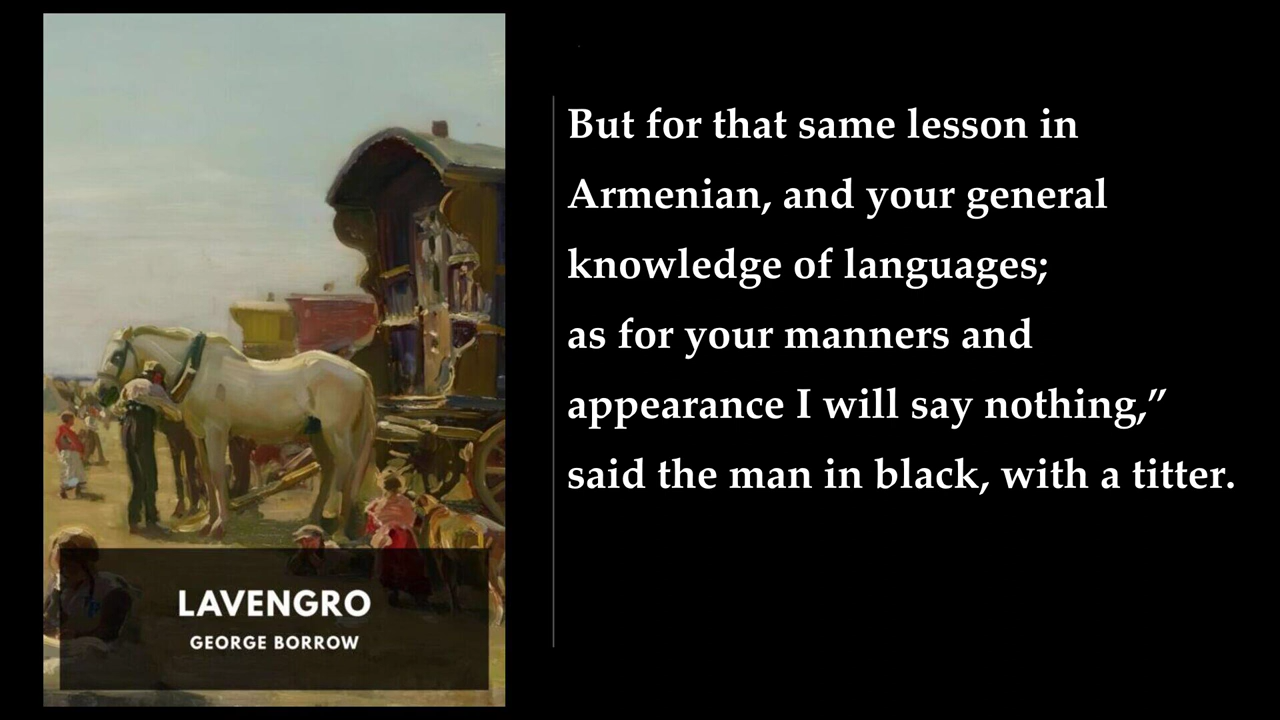 LAVENGRO
GEORGE BORROW
But for that same lesson in
Armenian, and your general
knowledge of languages;
as for your manners and
appearance I will say nothing,”
said the man in black, with a titter.